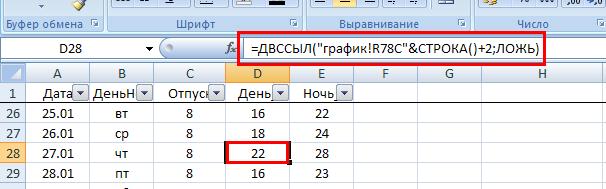 Буфер обмена Шрифт Выравнивание Число
D28 fx =ДВССЫЛ("график!R78C"&СТРОКА()+2;ЛОЖЬ)
A B C D E F G H
1 Дата ДеньН Отпуск День Ночь
26 25.01 вт 8 16 22
27 26.01 ср 8 18 24
28 27.01 чт 8 22 28
29 28.01 пт 8 16 23